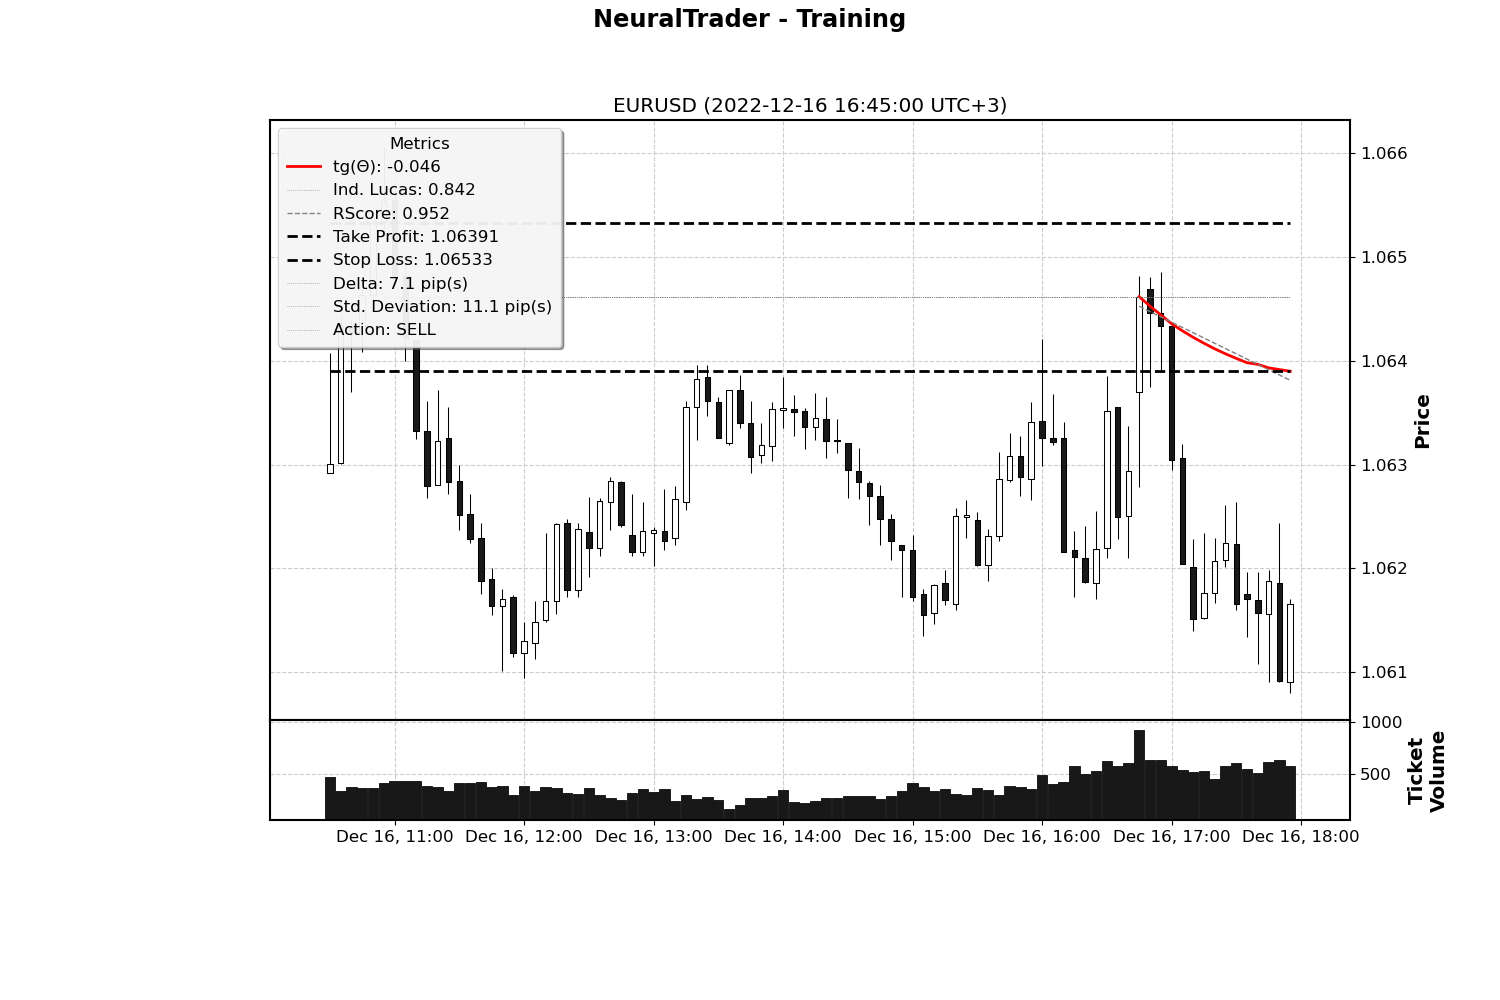 NeuralTrader - Training
EURUSD (2022-12-16 16:45:00 UTC+3)
Metrics
tg(Θ): -0.046
Ind. Lucas: 0.842
RScore: 0.952
Take Profit: 1.06391
Stop Loss: 1.06533
Delta: 7.1 pip(s)
Std. Deviation: 11.1 pip(s)
Action: SELL
1.066
1.065
1.064
1.063
1.062
1.061
Price
1000
500
Ticket
Volume
Dec 16, 11:00 Dec 16, 12:00 Dec 16, 13:00 Dec 16, 14:00 Dec 16, 15:00 Dec 16, 16:00 Dec 16, 17:00 Dec 16, 18:00